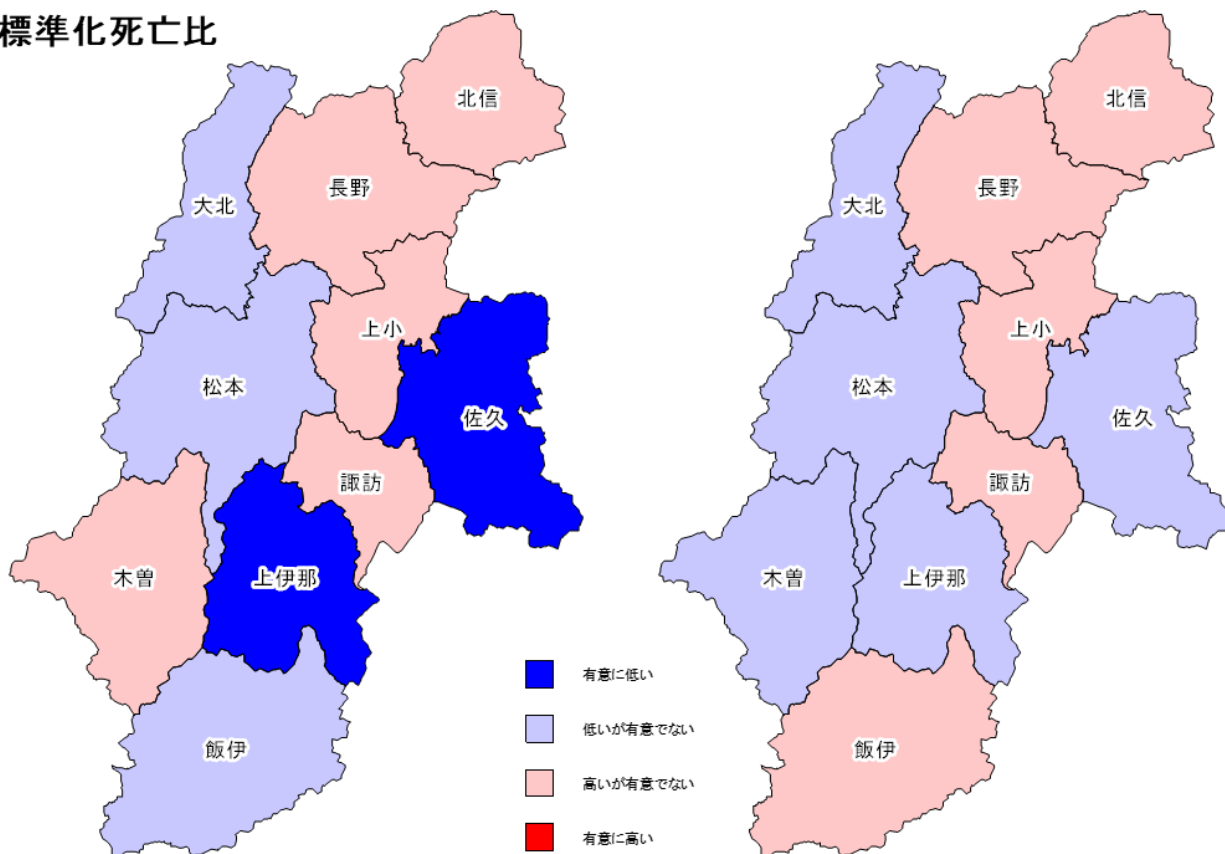 標準化死亡比
北信
長野
大北
上小
松本
佐久
諏訪
木曽
上伊那
飯伊
北信
長野
大北
上小
松本
佐久
諏訪
木曽
上伊那
飯伊
有意に低い
低いが有意でない
高いが有意でない
有意に高い